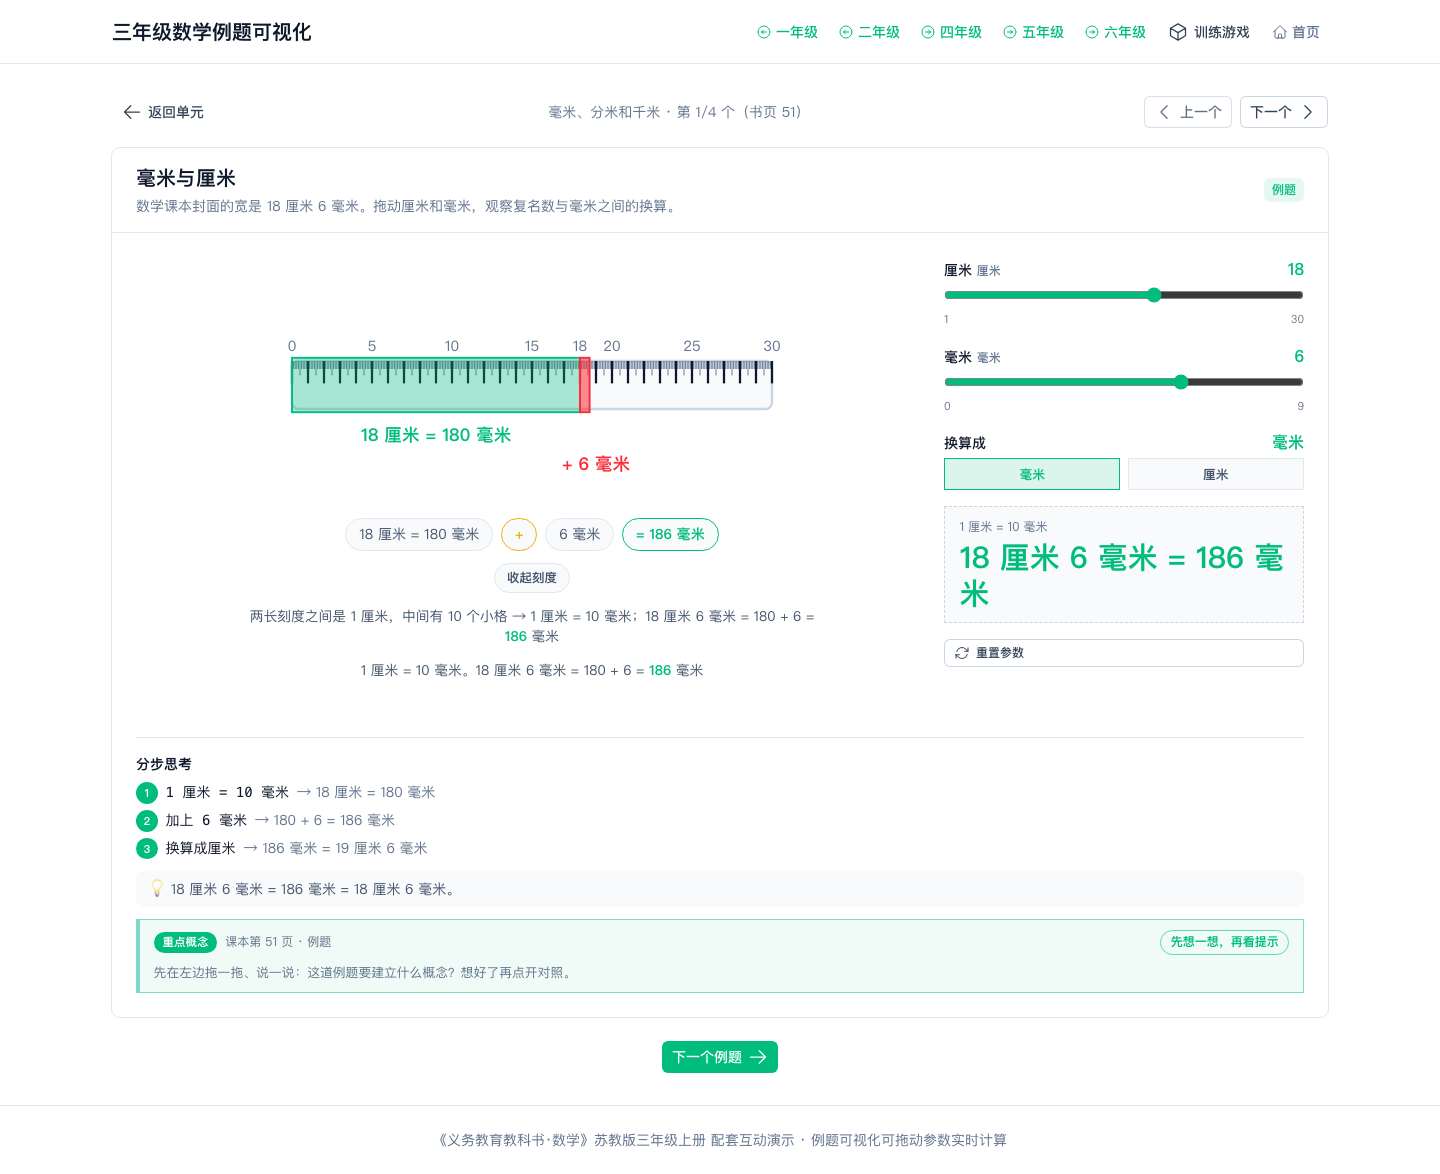 三年级数学例题可视化
一年级 二年级 四年级 五年级 六年级 训练游戏 首页
返回单元
毫米、分米和千米 · 第 1/4 个（书页 51）
上一个 下一个
毫米与厘米
数学课本封面的宽是 18 厘米 6 毫米。拖动厘米和毫米，观察复名数与毫米之间的换算。
例题
0 5 10 15 18 20 25 30
18 厘米 = 180 毫米
+ 6 毫米
18 厘米 = 180 毫米 + 6 毫米 = 186 毫米
收起刻度
两长刻度之间是 1 厘米，中间有 10 个小格 → 1 厘米 = 10 毫米；18 厘米 6 毫米 = 180 + 6 =
186 毫米
1 厘米 = 10 毫米。18 厘米 6 毫米 = 180 + 6 = 186 毫米
厘米 厘米 18
1 30
毫米 毫米 6
0 9
换算成 毫米
毫米 厘米
1 厘米 = 10 毫米
18 厘米 6 毫米 = 186 毫
米
重置参数
分步思考
1 1 厘米 = 10 毫米 → 18 厘米 = 180 毫米
2 加上 6 毫米 → 180 + 6 = 186 毫米
3 换算成厘米 → 186 毫米 = 19 厘米 6 毫米
18 厘米 6 毫米 = 186 毫米 = 18 厘米 6 毫米。
重点概念 课本第 51 页 · 例题
先想一想，再看提示
先在左边拖一拖、说一说：这道例题要建立什么概念？想好了再点开对照。
下一个例题
《义务教育教科书·数学》苏教版三年级上册 配套互动演示 · 例题可视化可拖动参数实时计算